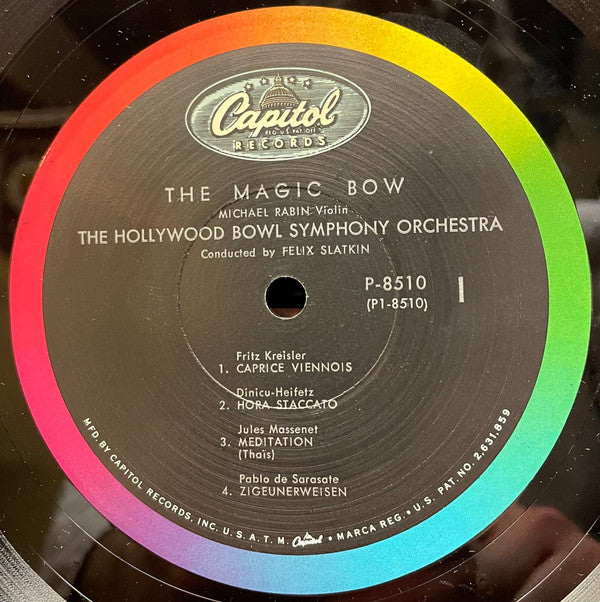 Capitol
REG. U.S. PAT. OFF.
RECORDS
THE MAGIC BOW
MICHAEL RABIN Violin
THE HOLLYWOOD BOWL SYMPHONY ORCHESTRA
Conducted by FELIX SLATKIN
P-8510
(P1-8510)
1
Fritz Kreisler
1. CAPRICE VIENNOIS
Dinicu-Heifetz
2. HORA STACCATO
Jules Massenet
3. MEDITATION
(Thaïs)
Pablo de Sarasate
4. ZIGEUNERWEISEN
MFD. BY CAPITOL RECORDS, INC. U. S. A. T. M. Capitol • MARCA REG. • U. S. PAT. NO. 2,631,859